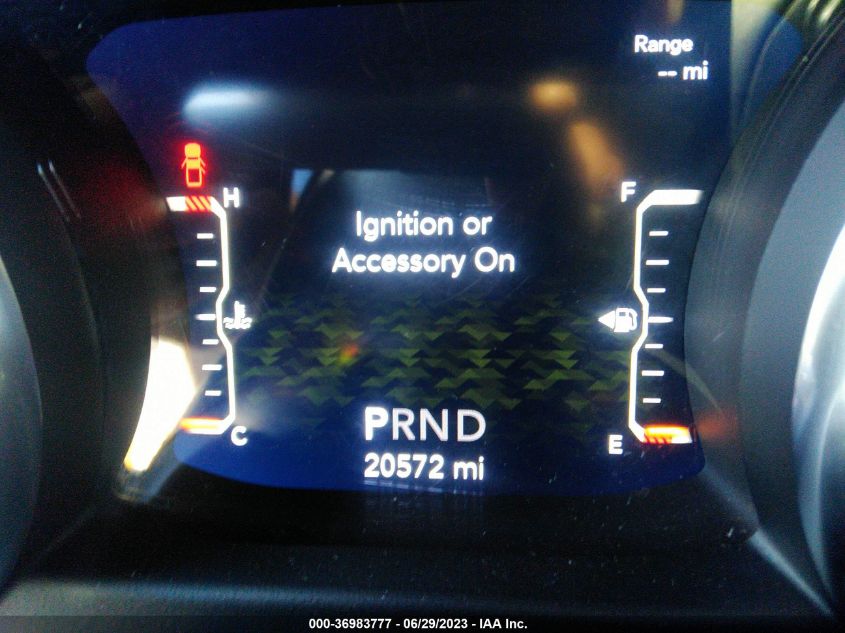 Range
-- mi
H
F
Ignition or
Accessory On
C
E
PRND
20572 mi
000-36983777 - 06/29/2023 - IAA Inc.